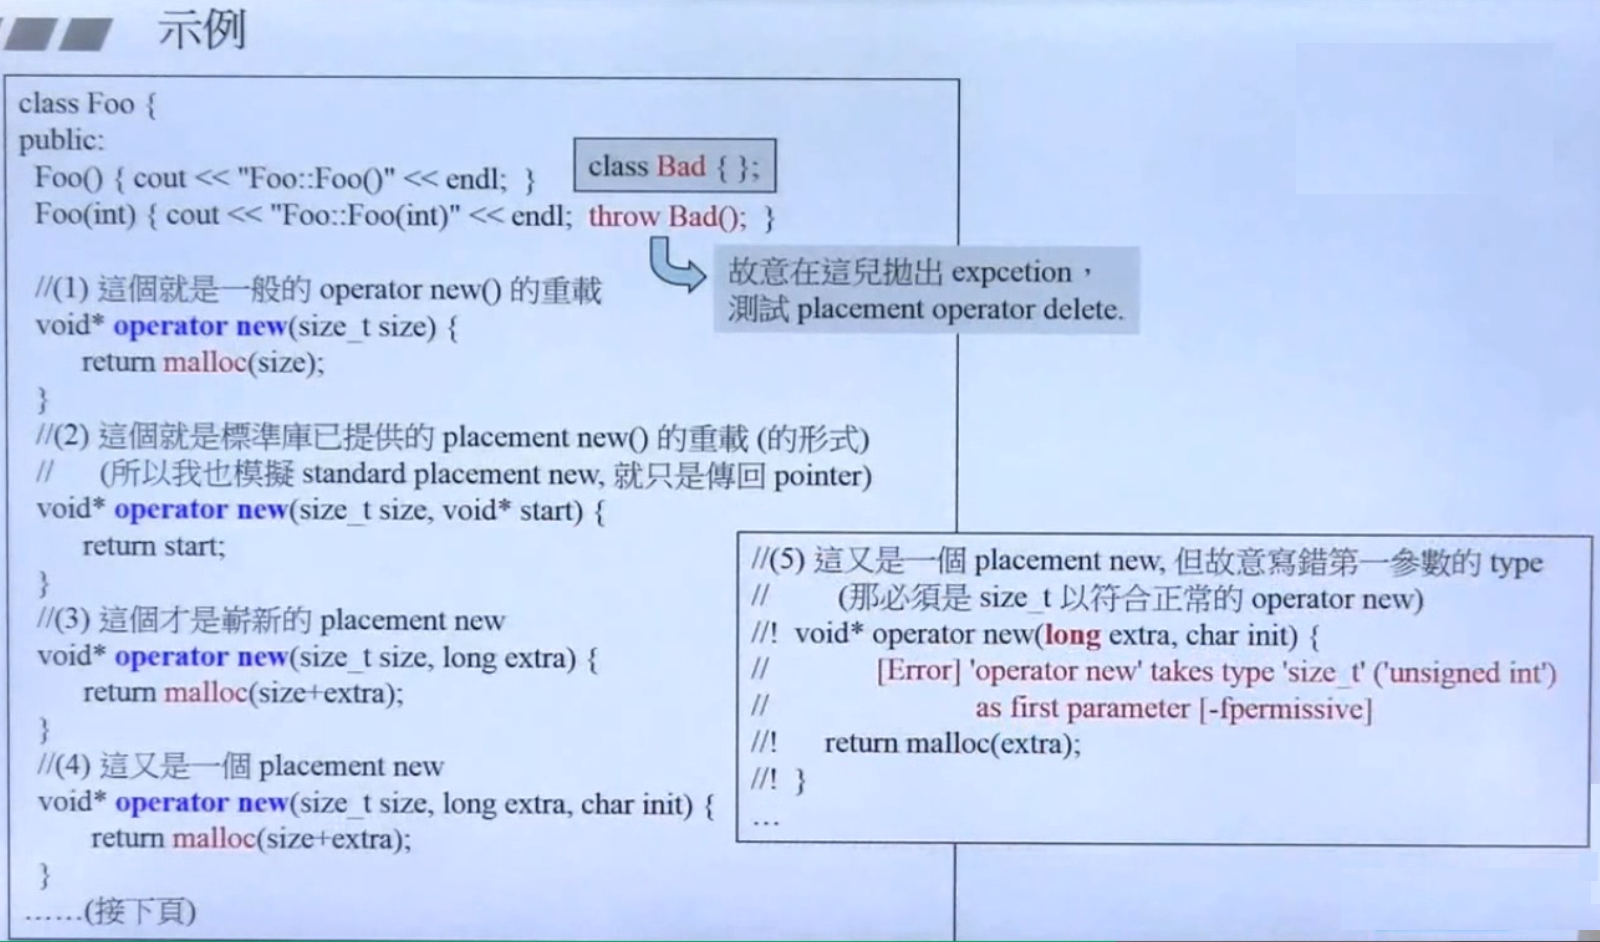 示例
class Foo {
public:
Foo() { cout << "Foo::Foo()" << endl; }
class Bad { };
Foo(int) { cout << "Foo::Foo(int)" << endl; throw Bad(); }
故意在這兒拋出 expcetion，
測試 placement operator delete.
//(1) 這個就是一般的 operator new() 的重載
void* operator new(size_t size) {
return malloc(size);
}
//(2) 這個就是標準庫已提供的 placement new() 的重載 (的形式)
// (所以我也模擬 standard placement new, 就只是傳回 pointer)
void* operator new(size_t size, void* start) {
return start;
}
//(3) 這個才是嶄新的 placement new
void* operator new(size_t size, long extra) {
return malloc(size+extra);
}
//(4) 這又是一個 placement new
void* operator new(size_t size, long extra, char init) {
return malloc(size+extra);
}
……(接下頁)
//(5) 這又是一個 placement new, 但故意寫錯第一參數的 type
// (那必須是 size_t 以符合正常的 operator new)
//! void* operator new(long extra, char init) {
// [Error] 'operator new' takes type 'size_t' ('unsigned int')
// as first parameter [-fpermissive]
//! return malloc(extra);
//! }
…